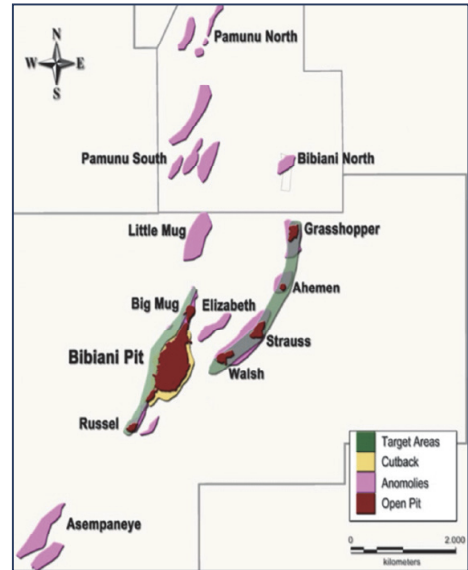 Pamunu North
N
W E
S
Pamunu South
Bibiani North
Little Mug
Grasshopper
Ahemen
Big Mug
Elizabeth
Strauss
Bibiani Pit
Walsh
Russel
Target Areas
Cutback
Anomolies
Open Pit
Asempaneye
0 2.000
kilometers